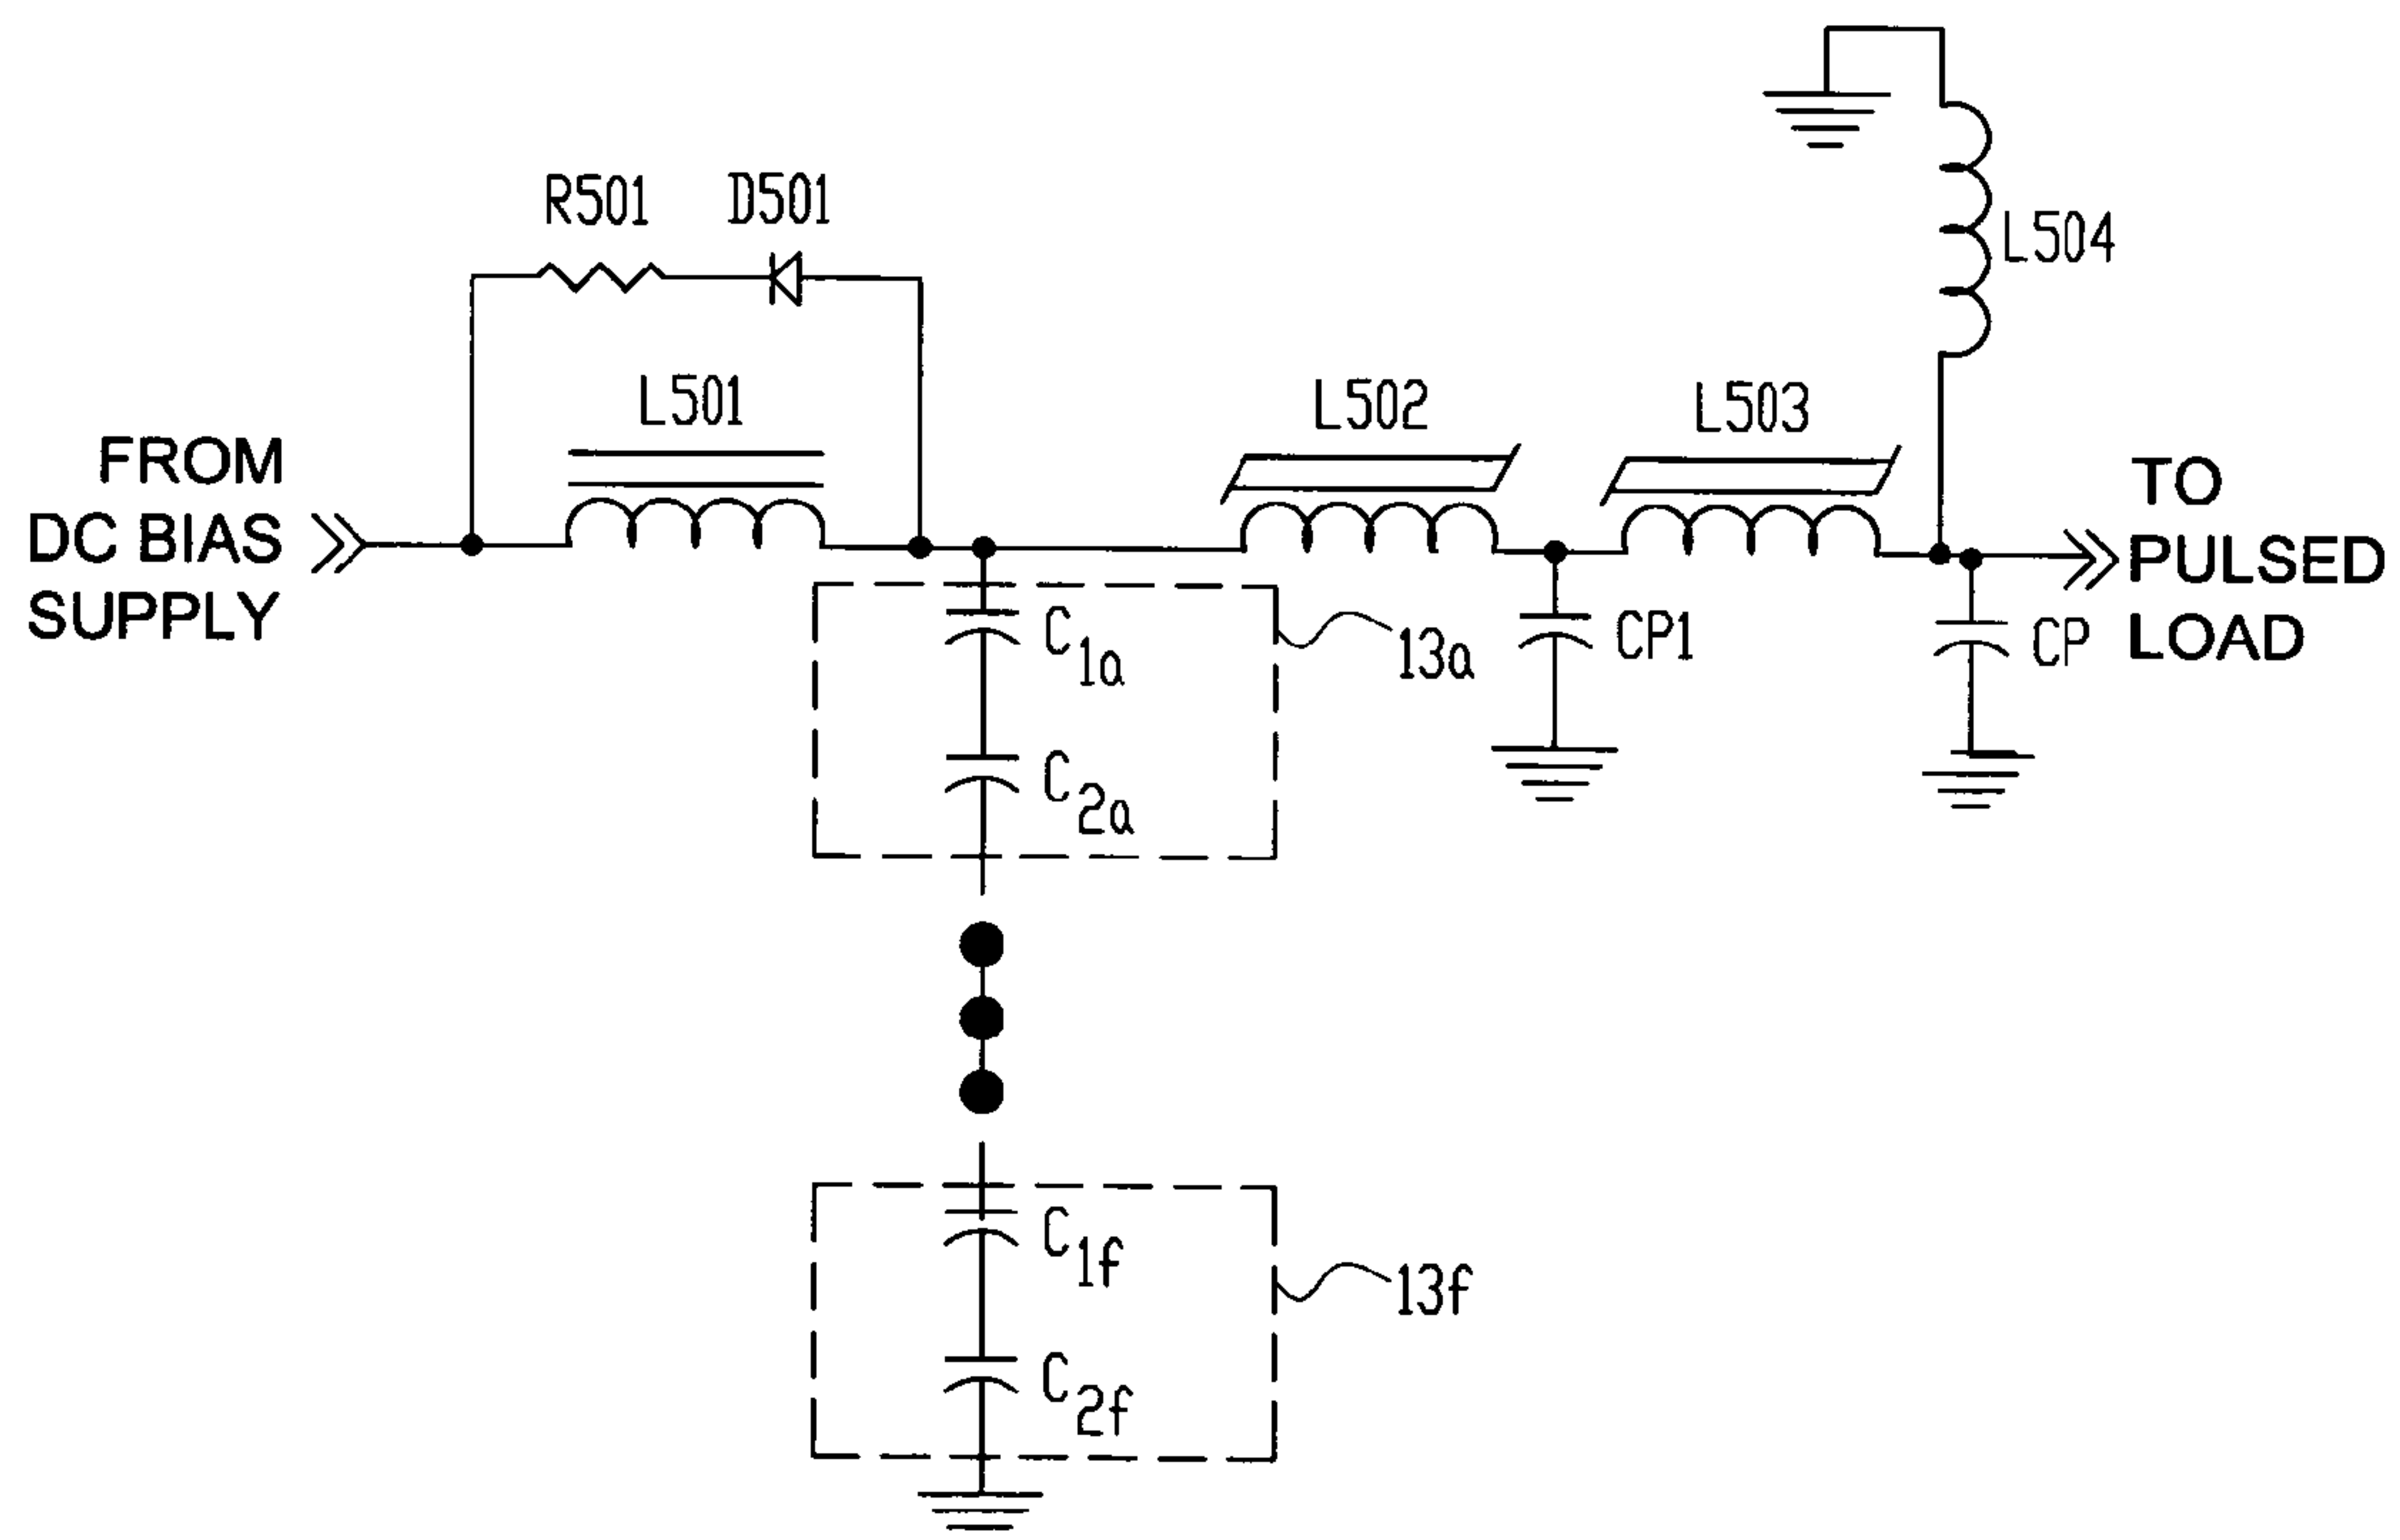 R501
D501
L504
L501
L502
L503
FROM
DC BIAS
SUPPLY
TO
PULSED
LOAD
C1a
13a
CP1
CP
C2a
C1f
13f
C2f